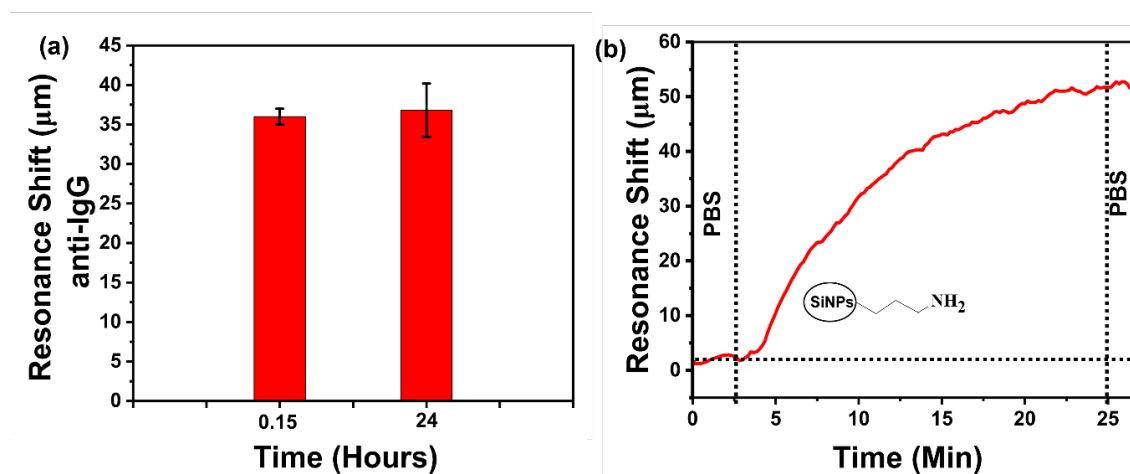 (a)
Resonance Shift (μm)
anti-IgG
45
40
35
30
25
20
15
10
5
0
0.15
24
Time (Hours)
(b)
Resonance Shift (μm)
60
50
40
30
20
10
0
PBS
PBS
SiNPs
NH2
0
5
10
15
20
25
Time (Min)